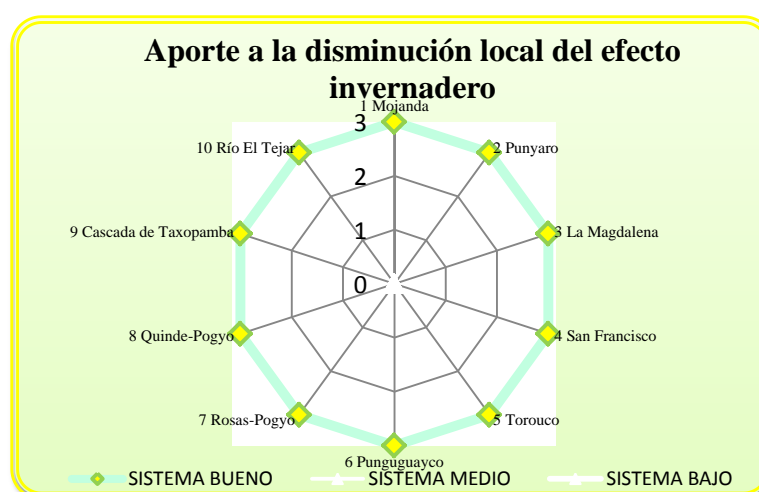 Aporte a la disminución local del efecto
invernadero
1 Mojanda
3
10 Río El Tejar
2 Punyaro
2
1
9 Cascada de Taxopamba
3 La Magdalena
0
8 Quinde-Pogyo
4 San Francisco
7 Rosas-Pogyo
5 Torouco
6 Punguguayco
SISTEMA BUENO
SISTEMA MEDIO
SISTEMA BAJO